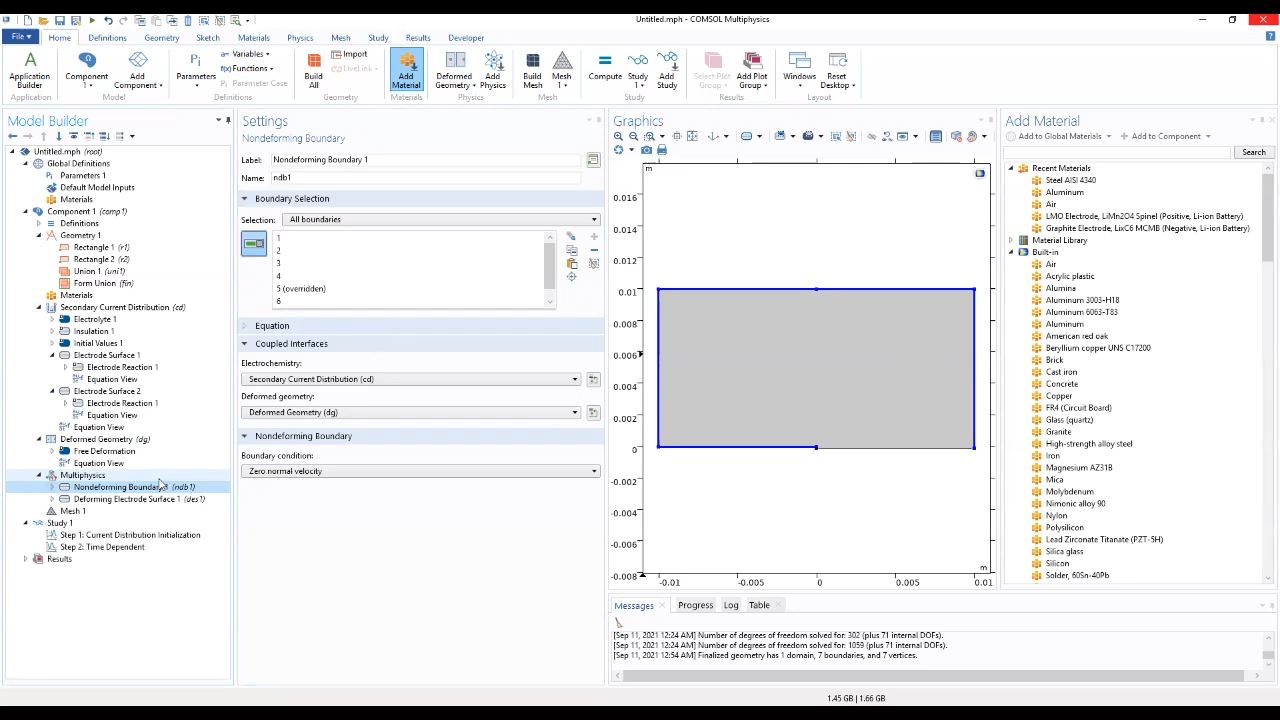 Untitled.mph - COMSOL Multiphysics
File
Home
Definitions
Geometry
Sketch
Materials
Physics
Mesh
Study
Results
Developer
Application Builder
Component 1
Add Component
Parameters
Variables
Functions
Parameter Case
Build All
Import
LiveLink
Add Material
Deformed Geometry
Add Physics
Build Mesh
Mesh 1
Compute
Study 1
Add Study
Select Plot Group
Add Plot Group
Windows
Reset Desktop
Application
Model
Definitions
Geometry
Materials
Physics
Mesh
Study
Results
Layout
Model Builder
Untitled.mph (root)
Global Definitions
Parameters 1
Default Model Inputs
Materials
Component 1 (comp1)
Definitions
Geometry 1
Rectangle 1 (r1)
Rectangle 2 (r2)
Union 1 (uni1)
Form Union (fin)
Materials
Secondary Current Distribution (cd)
Electrolyte 1
Insulation 1
Initial Values 1
Electrode Surface 1
Electrode Reaction 1
Equation View
Electrode Surface 2
Electrode Reaction 1
Equation View
Equation View
Deformed Geometry (dg)
Free Deformation
Equation View
Multiphysics
(ndb1)
Deforming Electrode Surface 1 (des1)
Mesh 1
Study 1
Step 1: Current Distribution Initialization
Step 2: Time Dependent
Results
Settings
Nondeforming Boundary
Label: Nondeforming Boundary 1
Name: ndb1
Boundary Selection
Selection: All boundaries
1
2
3
4
5 (overridden)
6
Equation
Coupled Interfaces
Electrochemistry:
Secondary Current Distribution (cd)
Deformed geometry:
Deformed Geometry (dg)
Nondeforming Boundary
Boundary condition:
Zero normal velocity
Graphics
m
0.016
0.014
0.012
0.01
0.008
0.006
0.004
0.002
0
-0.002
-0.004
-0.006
-0.008
m
-0.01 -0.005 0 0.005 0.01
Messages
Progress
Log
Table
[Sep 11, 2021 12:24 AM] Number of degrees of freedom solved for: 302 (plus 71 internal DOFs).
[Sep 11, 2021 12:24 AM] Number of degrees of freedom solved for: 1059 (plus 71 internal DOFs).
[Sep 11, 2021 12:54 AM] Finalized geometry has 1 domain, 7 boundaries, and 7 vertices.
Add Material
Add to Global Materials
Add to Component
Search
Recent Materials
Steel AISI 4340
Aluminum
Air
LMO Electrode, LiMn2O4 Spinel (Positive, Li-ion Battery)
Graphite Electrode, LixC6 MCMB (Negative, Li-ion Battery)
Material Library
Built-in
Air
Acrylic plastic
Alumina
Aluminum 3003-H18
Aluminum 6063-T83
Aluminum
American red oak
Beryllium copper UNS C17200
Brick
Cast iron
Concrete
Copper
FR4 (Circuit Board)
Glass (quartz)
Granite
High-strength alloy steel
Iron
Magnesium AZ31B
Mica
Molybdenum
Nimonic alloy 90
Nylon
Polysilicon
Lead Zirconate Titanate (PZT-5H)
Silica glass
Silicon
Solder, 60Sn-40Pb
1.45 GB | 1.66 GB